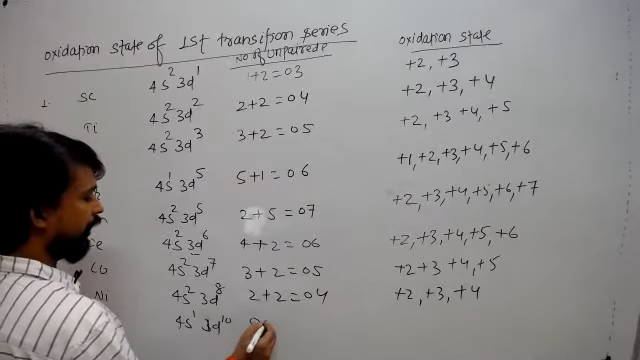 oxidation state of 1st transition series
No of Unpaired e
oxidation state
1. SC 4s² 3d¹ 1+2=03 +2, +3
Ti 4s² 3d² 2+2=04 +2, +3, +4
4s² 3d³ 3+2=05 +2, +3 +4, +5
4s¹ 3d⁵ 5+1=06 +1, +2, +3, +4, +5, +6
4s² 3d⁵ 2+5=07 +2, +3, +4, +5, +6, +7
4s² 3d⁶ 4+2=06 +2, +3, +4, +5, +6
Co 4s² 3d⁷ 3+2=05 +2 +3 +4, +5
Ni 4s² 3d⁸ 2+2=04 +2, +3, +4
4s¹ 3d¹⁰